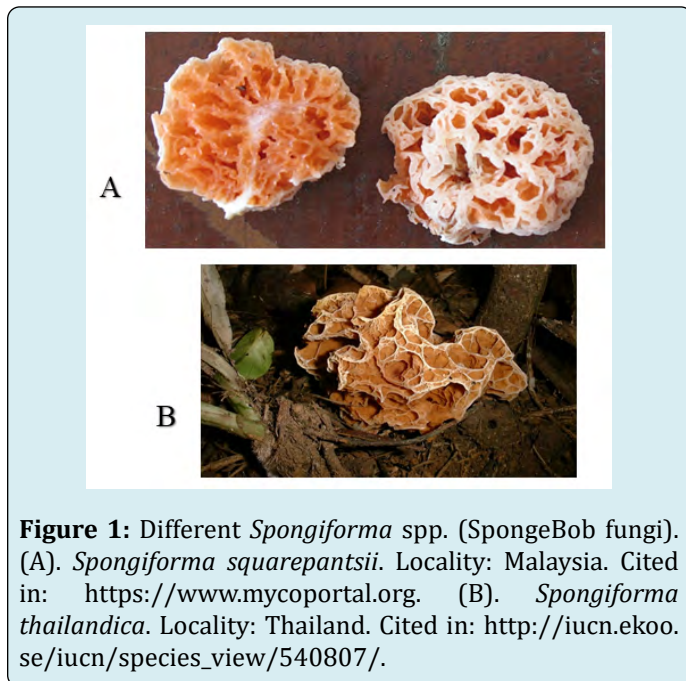 A
B
Figure 1: Different Spongiforma spp. (SpongeBob fungi).
(A). Spongiforma squarepantsii. Locality: Malaysia. Cited
in: https://www.mycoportal.org. (B). Spongiforma
thailandica. Locality: Thailand. Cited in: http://iucn.ekoo.
se/iucn/species_view/540807/.